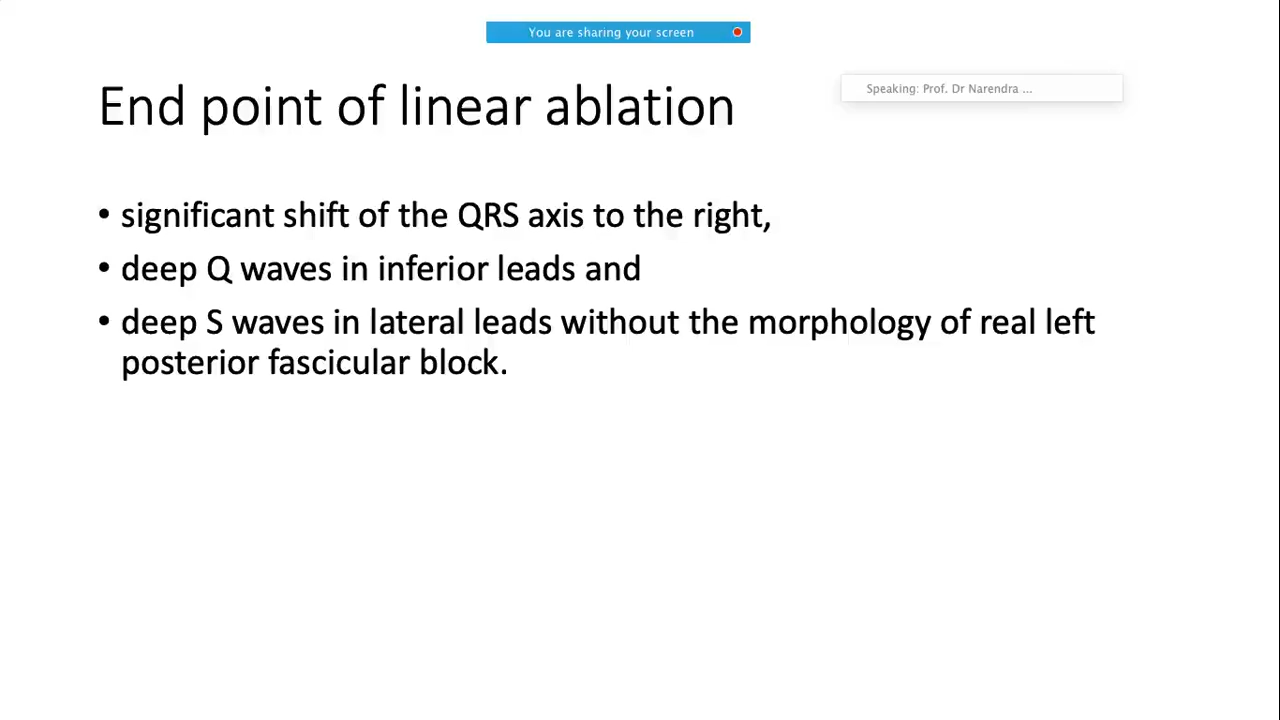 You are sharing your screen
Speaking: Prof. Dr Narendra ...
End point of linear ablation
• significant shift of the QRS axis to the right,
• deep Q waves in inferior leads and
• deep S waves in lateral leads without the morphology of real left
posterior fascicular block.